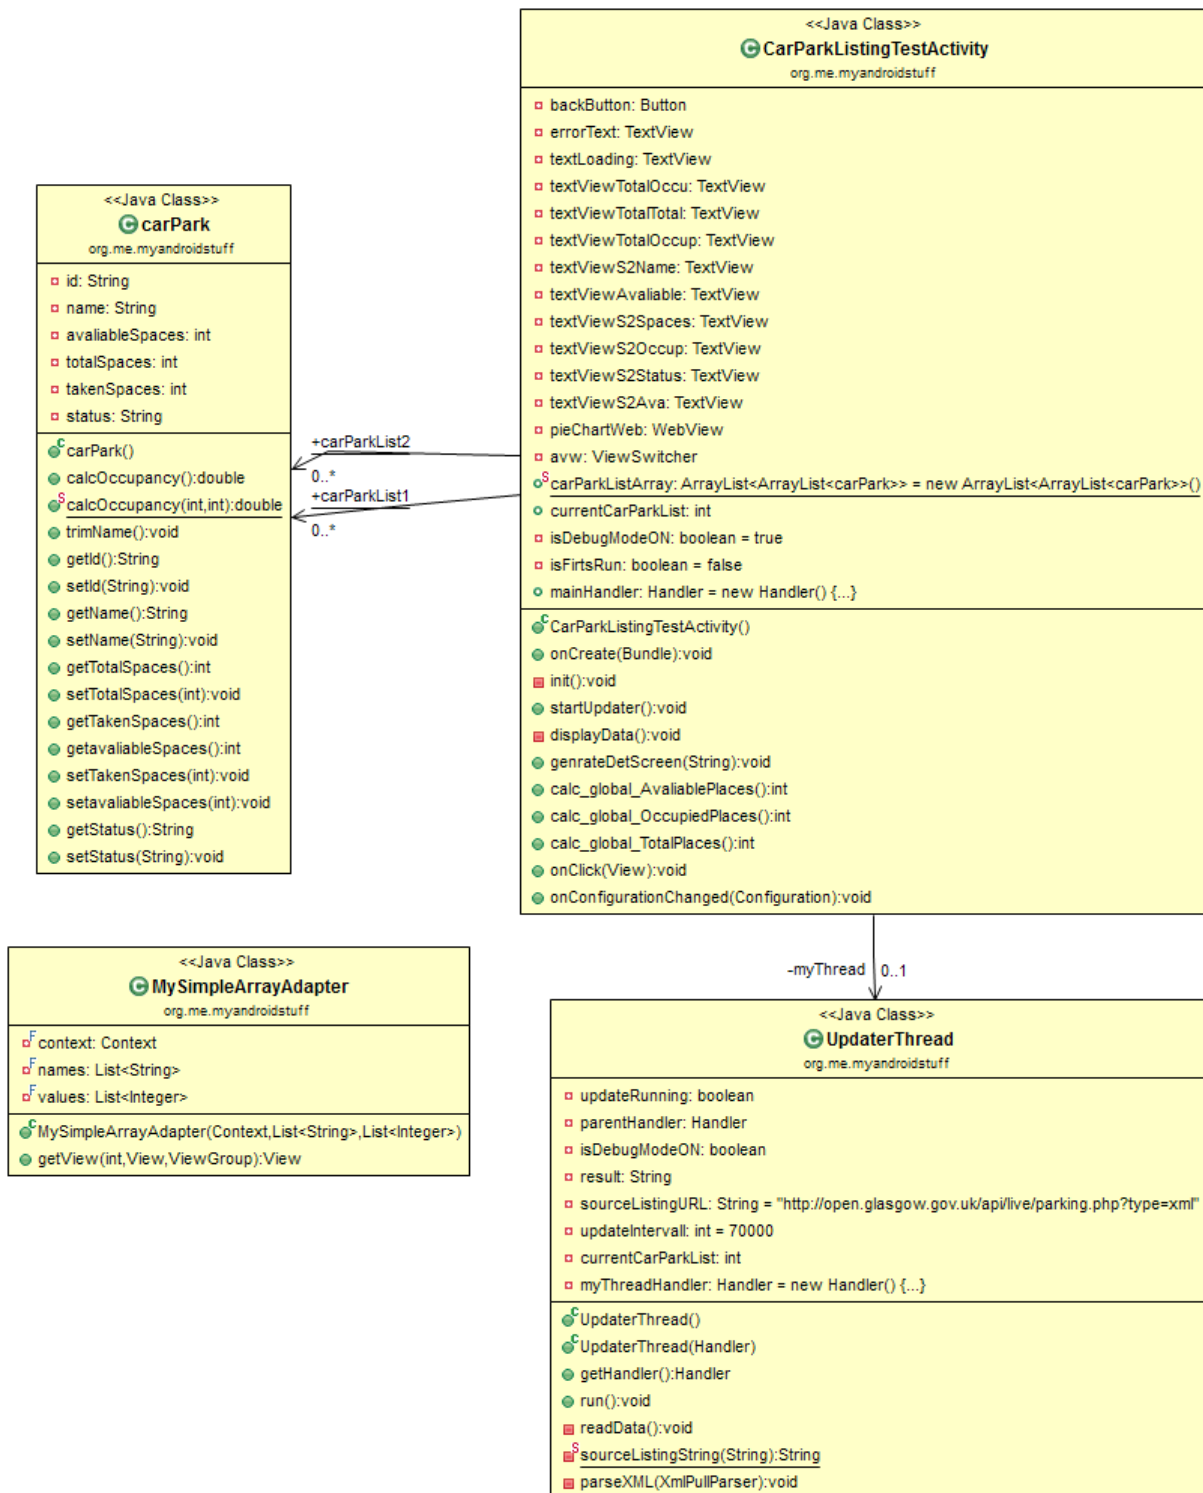 <<Java Class>>
CarParkListingTestActivity
org.me.myandroidstuff
backButton: Button
errorText: TextView
textLoading: TextView
textViewTotalOccu: TextView
textViewTotalTotal: TextView
textViewTotalOccup: TextView
textViewS2Name: TextView
textViewAvaliable: TextView
textViewS2Spaces: TextView
textViewS2Occup: TextView
textViewS2Status: TextView
textViewS2Ava: TextView
pieChartWeb: WebView
avw: ViewSwitcher
S carParkListArray: ArrayList<ArrayList<carPark>> = new ArrayList<ArrayList<carPark>>()
currentCarParkList: int
isDebugModeON: boolean = true
isFirtsRun: boolean = false
mainHandler: Handler = new Handler() {...}
C CarParkListingTestActivity()
onCreate(Bundle):void
init():void
startUpdater():void
displayData():void
genrateDetScreen(String):void
calc_global_AvaliablePlaces():int
calc_global_OccupiedPlaces():int
calc_global_TotalPlaces():int
onClick(View):void
onConfigurationChanged(Configuration):void
<<Java Class>>
carPark
org.me.myandroidstuff
id: String
name: String
avaliableSpaces: int
totalSpaces: int
takenSpaces: int
status: String
C carPark()
calcOccupancy():double
S calcOccupancy(int,int):double
trimName():void
getId():String
setId(String):void
getName():String
setName(String):void
getTotalSpaces():int
setTotalSpaces(int):void
getTakenSpaces():int
getavaliableSpaces():int
setTakenSpaces(int):void
setavaliableSpaces(int):void
getStatus():String
setStatus(String):void
+carParkList2
0..*
+carParkList1
0..*
<<Java Class>>
MySimpleArrayAdapter
org.me.myandroidstuff
F context: Context
F names: List<String>
F values: List<Integer>
C MySimpleArrayAdapter(Context,List<String>,List<Integer>)
getView(int,View,ViewGroup):View
-myThread 0..1
<<Java Class>>
UpdaterThread
org.me.myandroidstuff
updateRunning: boolean
parentHandler: Handler
isDebugModeON: boolean
result: String
sourceListingURL: String = "http://open.glasgow.gov.uk/api/live/parking.php?type=xml"
updateIntervall: int = 70000
currentCarParkList: int
myThreadHandler: Handler = new Handler() {...}
C UpdaterThread()
C UpdaterThread(Handler)
getHandler():Handler
run():void
readData():void
S sourceListingString(String):String
parseXML(XmlPullParser):void